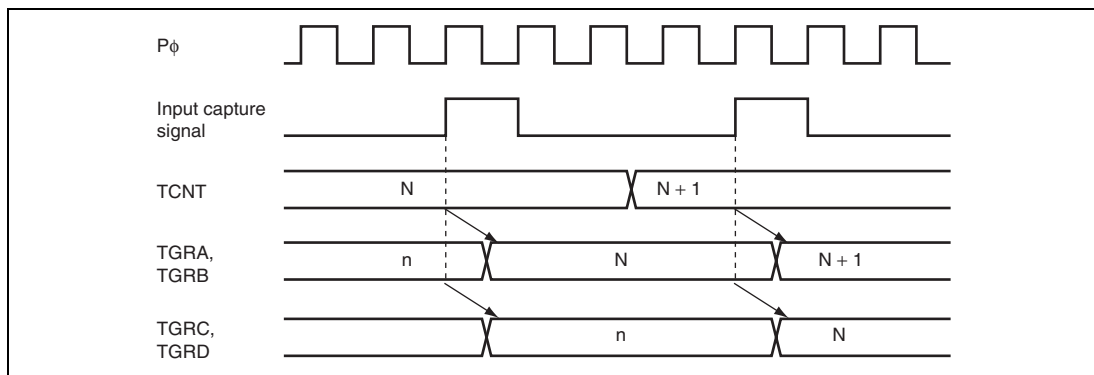 Pϕ
Input capture
signal
TCNT
N
N + 1
TGRA,
TGRB
n
N
N + 1
TGRC,
TGRD
n
N